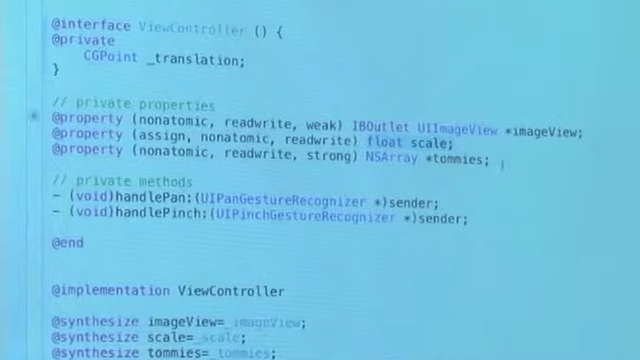 @interface ViewController () {
@private
    CGPoint _translation;
}
// private properties
@property (nonatomic, readwrite, weak) IBOutlet UIImageView *imageView;
@property (assign, nonatomic, readwrite) float scale;
@property (nonatomic, readwrite, strong) NSArray *tommies;
// private methods
- (void)handlePan:(UIPanGestureRecognizer *)sender;
- (void)handlePinch:(UIPinchGestureRecognizer *)sender;
@end
@implementation ViewController
@synthesize imageView=_imageView;
@synthesize scale=_scale;
@synthesize tommies=_tommies;